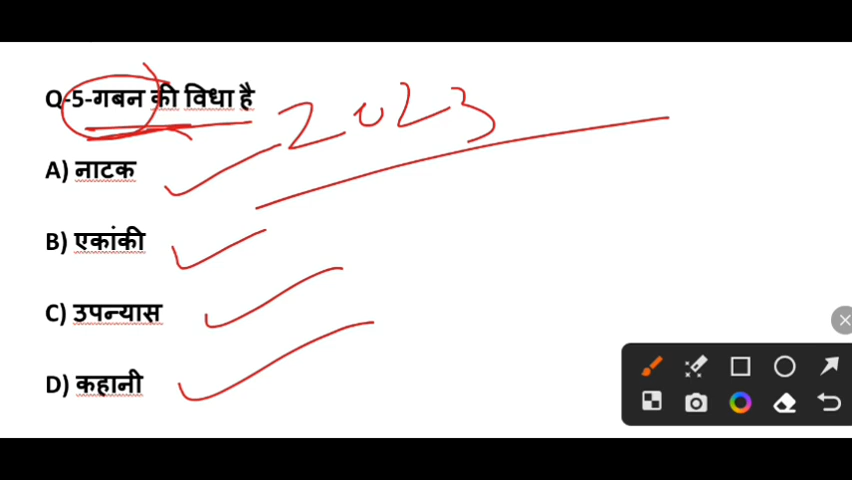 Q-5-गबन की विधा है
2023
A) नाटक
B) एकांकी
C) उपन्यास
D) कहानी